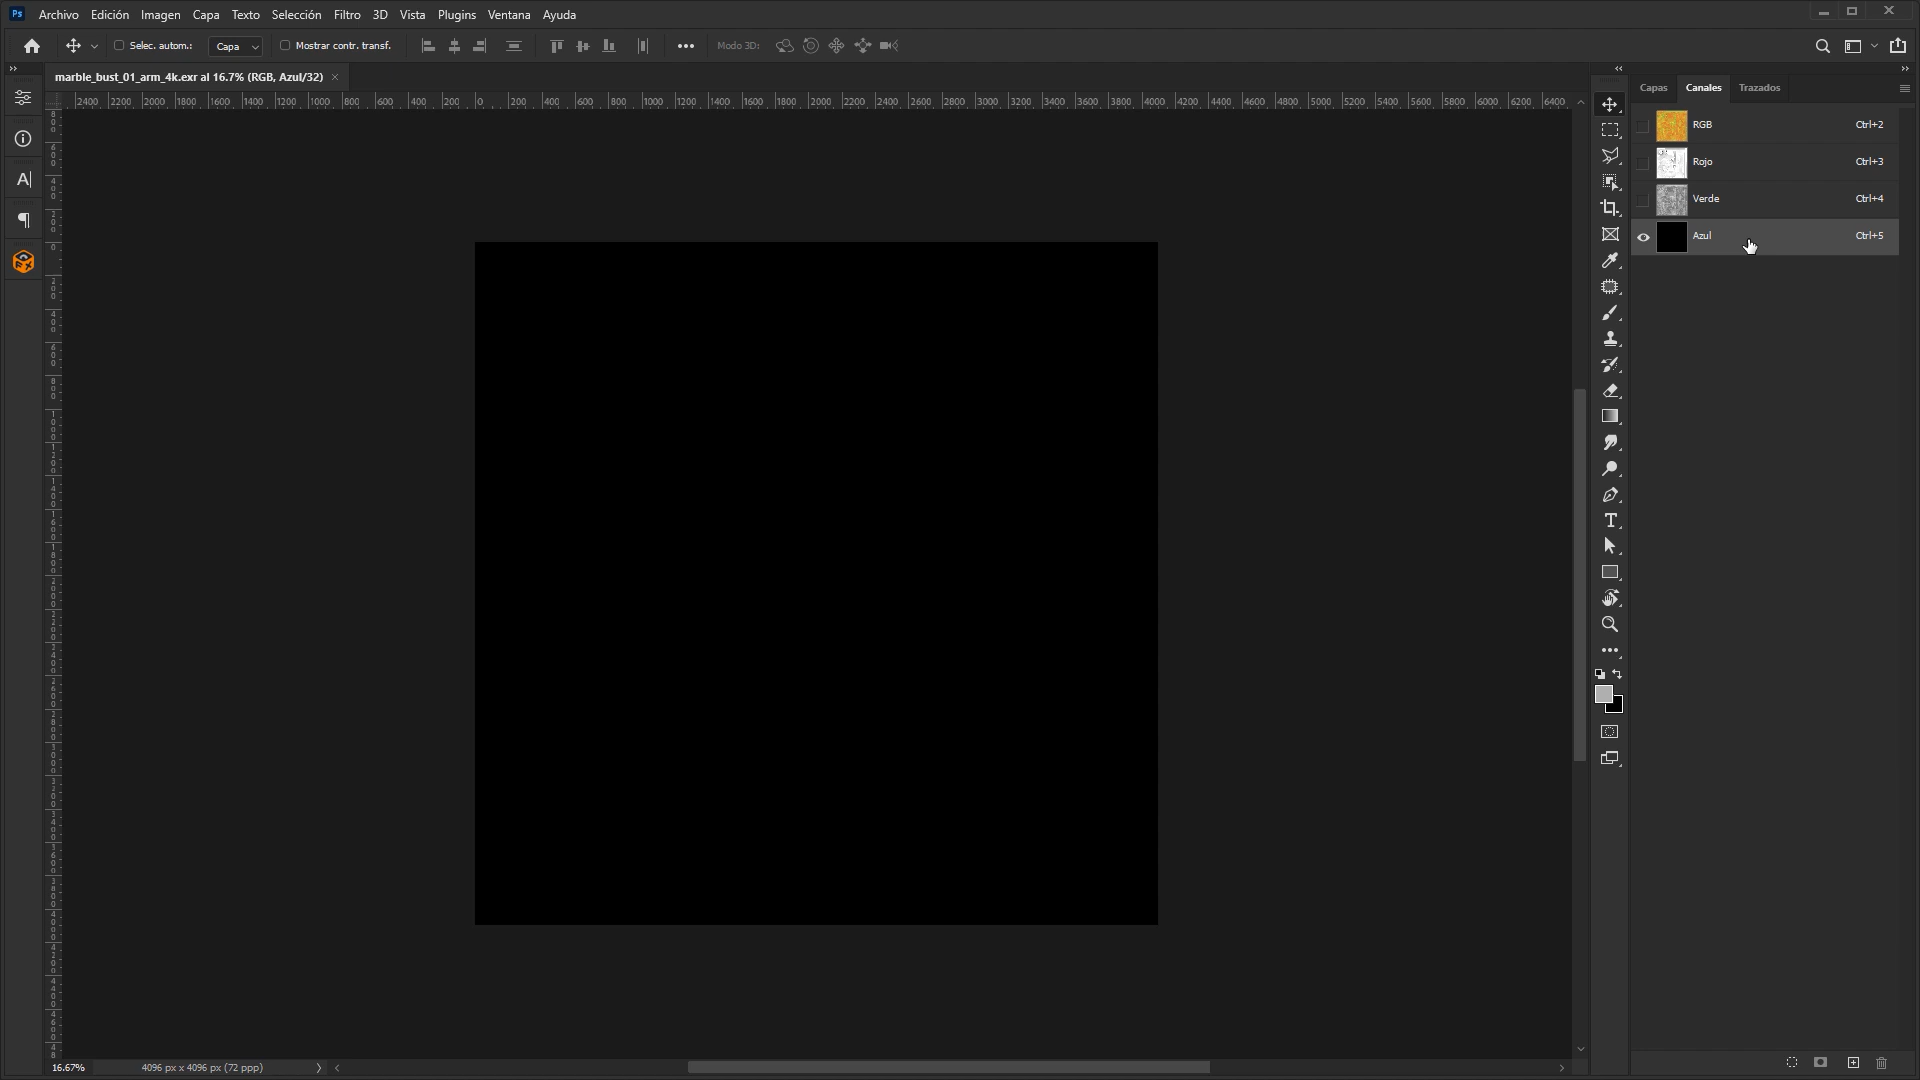 Ps Archivo Edición Imagen Capa Texto Selección Filtro 3D Vista Plugins Ventana Ayuda
Selec. autom.: Capa Mostrar contr. transf. Modo 3D:
marble_bust_01_arm_4k.exr al 16.7% (RGB, Azul/32)
2400 2200 2000 1800 1600 1400 1200 1000 800 600 400 200 0 200 400 600 800 1000 1200 1400 1600 1800 2000 2200 2400 2600 2800 3000 3200 3400 3600 3800 4000 4200 4400 4600 4800 5000 5200 5400 5600 5800 6000 6200 6400
Capas Canales Trazados
RGB Ctrl+2
Rojo Ctrl+3
Verde Ctrl+4
Azul Ctrl+5
16.67% 4096 px x 4096 px (72 ppp)